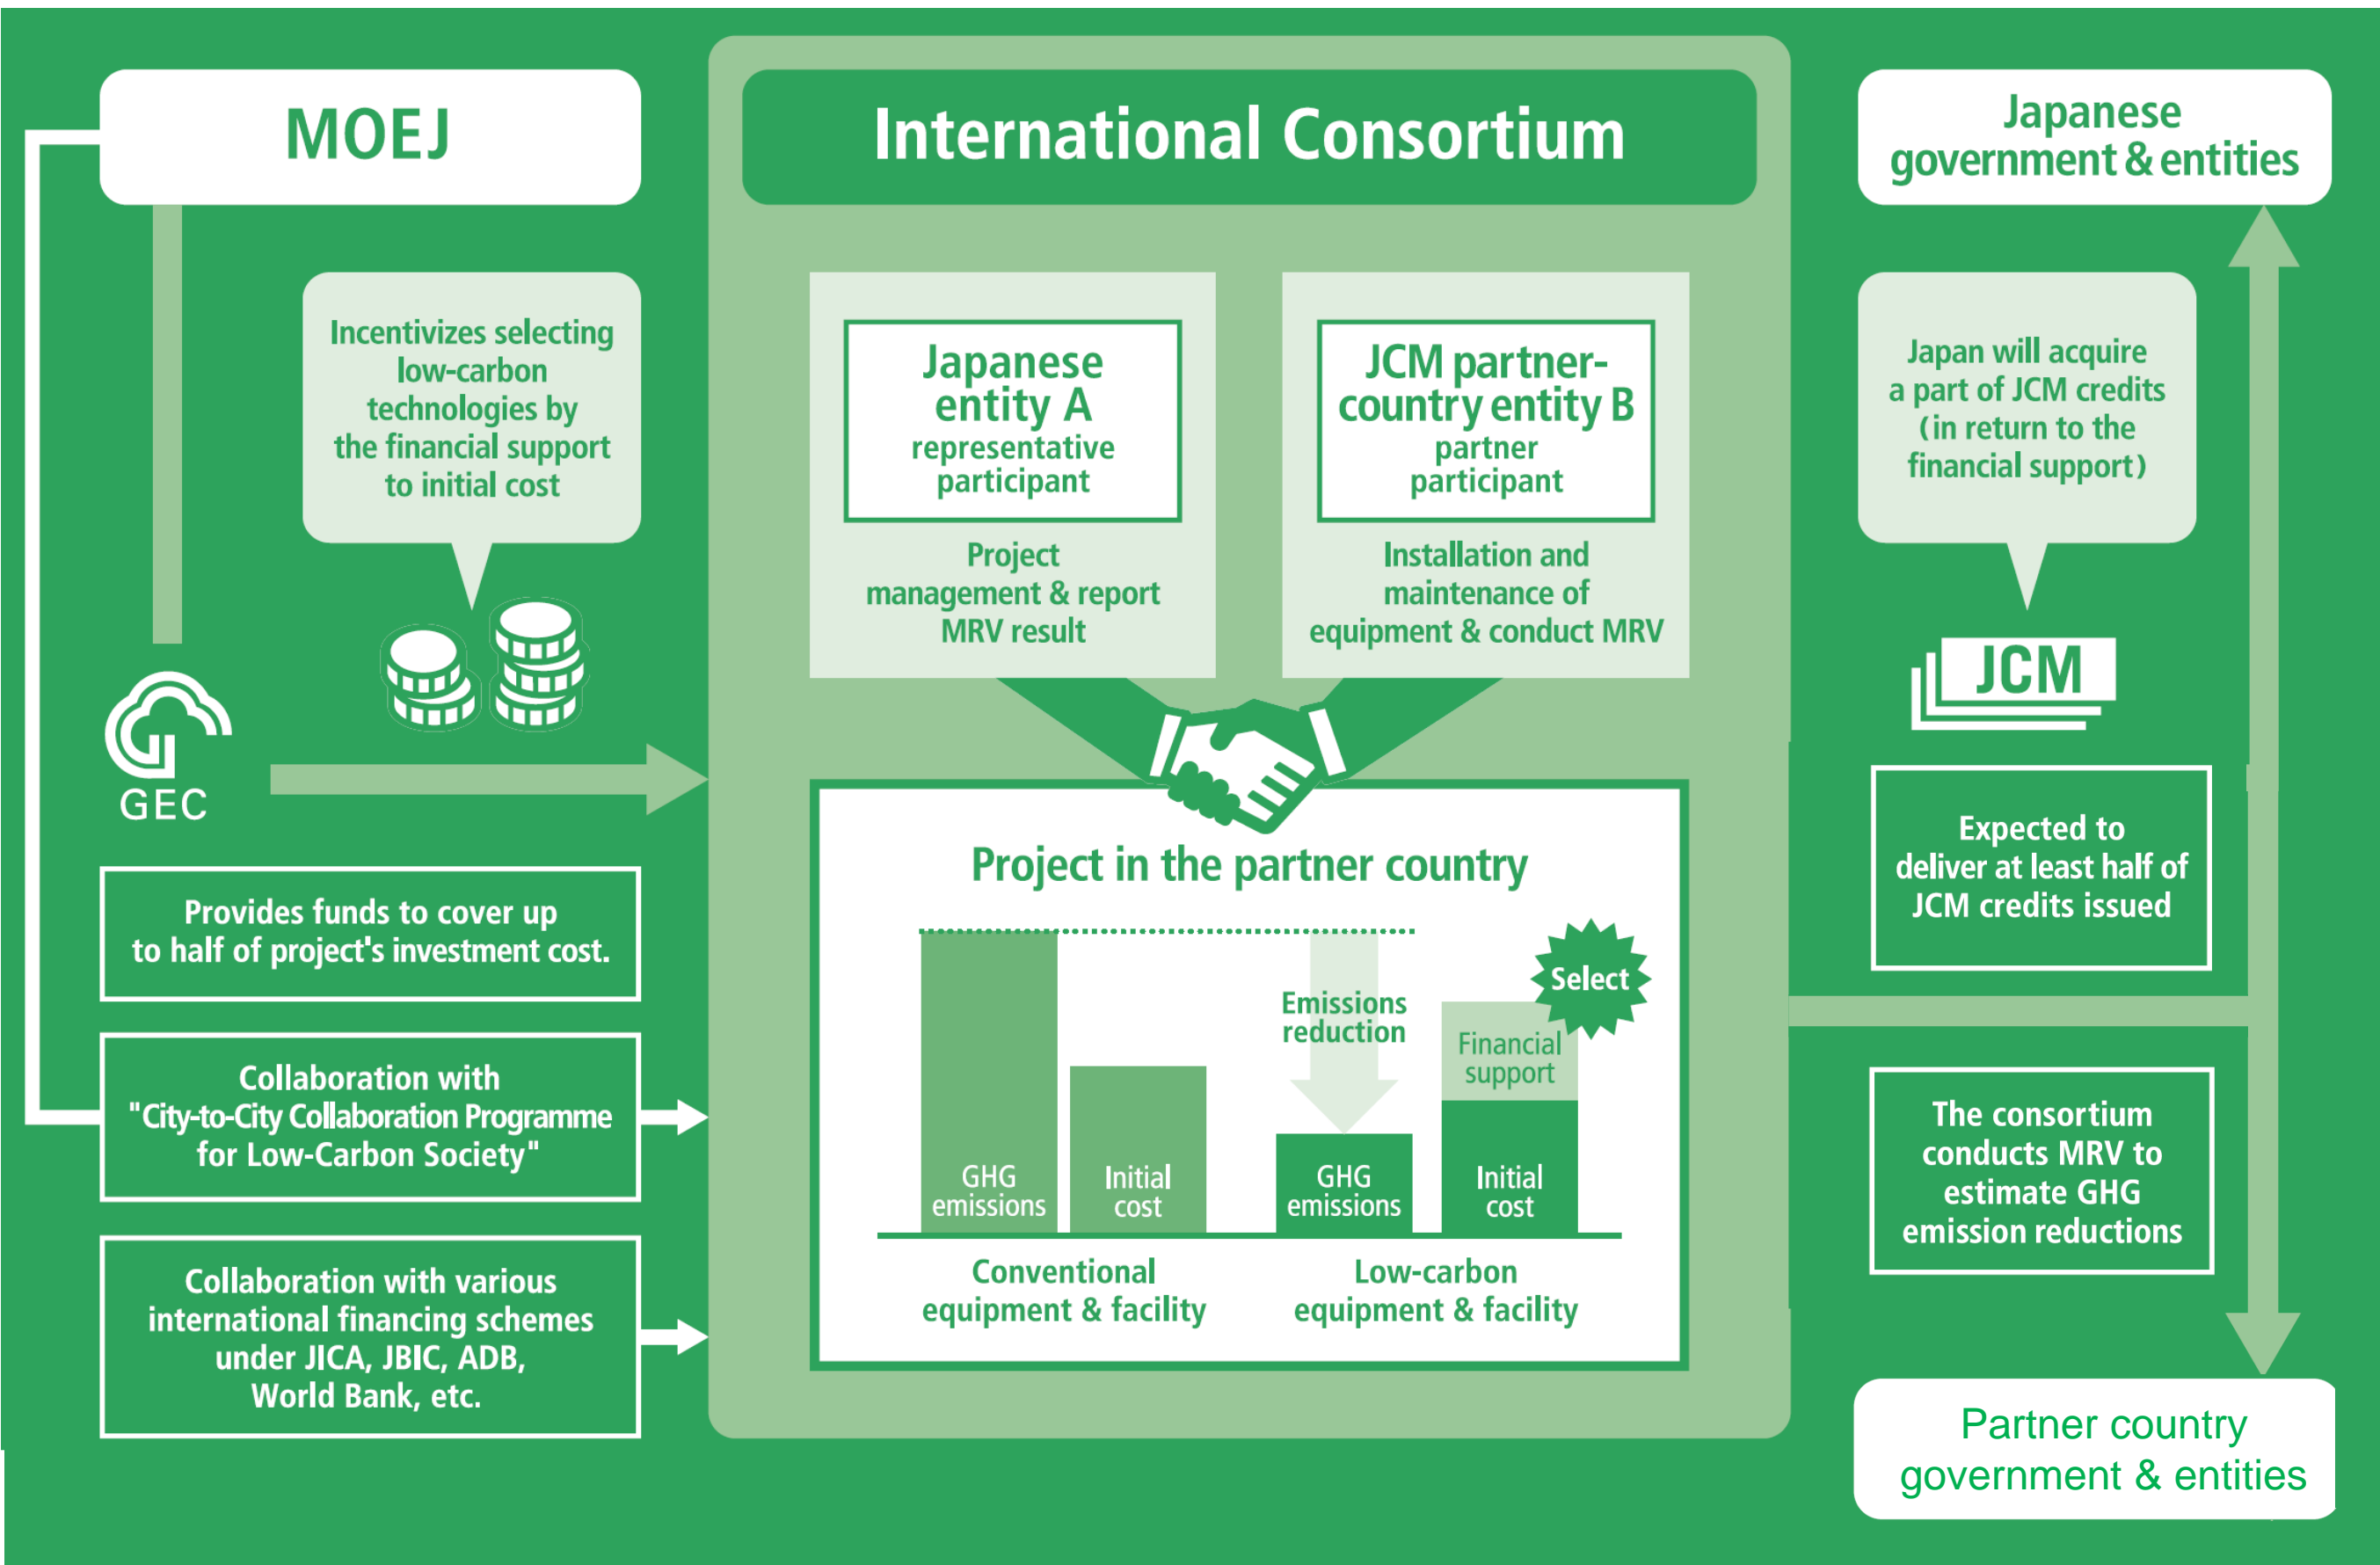 MOEJ
Incentivizes selecting
low-carbon
technologies by
the financial support
to initial cost
GEC
Provides funds to cover up
to half of project's investment cost.
Collaboration with
"City-to-City Collaboration Programme
for Low-Carbon Society"
Collaboration with various
international financing schemes
under JICA, JBIC, ADB,
World Bank, etc.
International Consortium
Japanese
entity A
representative
participant
Project
management & report
MRV result
JCM partner-
country entity B
partner
participant
Installation and
maintenance of
equipment & conduct MRV
Project in the partner country
Emissions
reduction
Select
Financial
support
GHG
emissions
Initial
cost
GHG
emissions
Initial
cost
Conventional
equipment & facility
Low-carbon
equipment & facility
Japanese
government & entities
Japan will acquire
a part of JCM credits
(in return to the
financial support)
JCM
Expected to
deliver at least half of
JCM credits issued
The consortium
conducts MRV to
estimate GHG
emission reductions
Partner country
government & entities